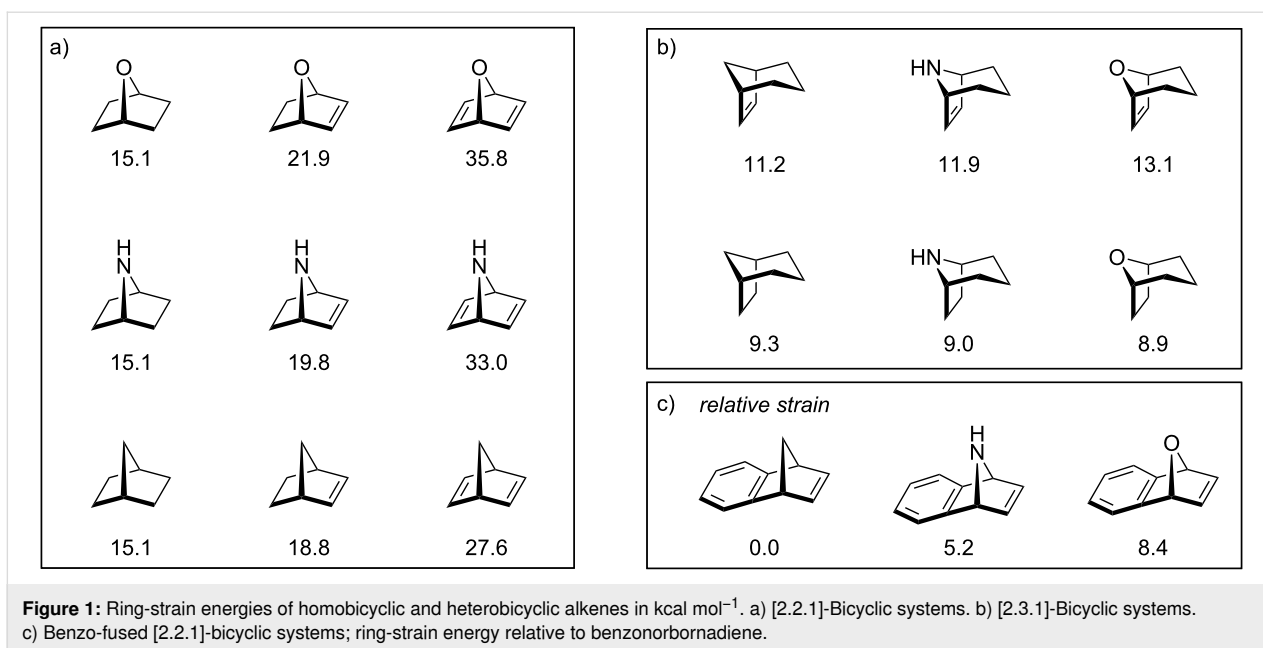 a)
O O O
15.1 21.9 35.8
H H H
N N N
15.1 19.8 33.0
15.1 18.8 27.6
b)
HN O
11.2 11.9 13.1
HN O
9.3 9.0 8.9
c) relative strain
H
N O
0.0 5.2 8.4
Figure 1: Ring-strain energies of homobicyclic and heterobicyclic alkenes in kcal mol⁻¹. a) [2.2.1]-Bicyclic systems. b) [2.3.1]-Bicyclic systems.
c) Benzo-fused [2.2.1]-bicyclic systems; ring-strain energy relative to benzonorbornadiene.